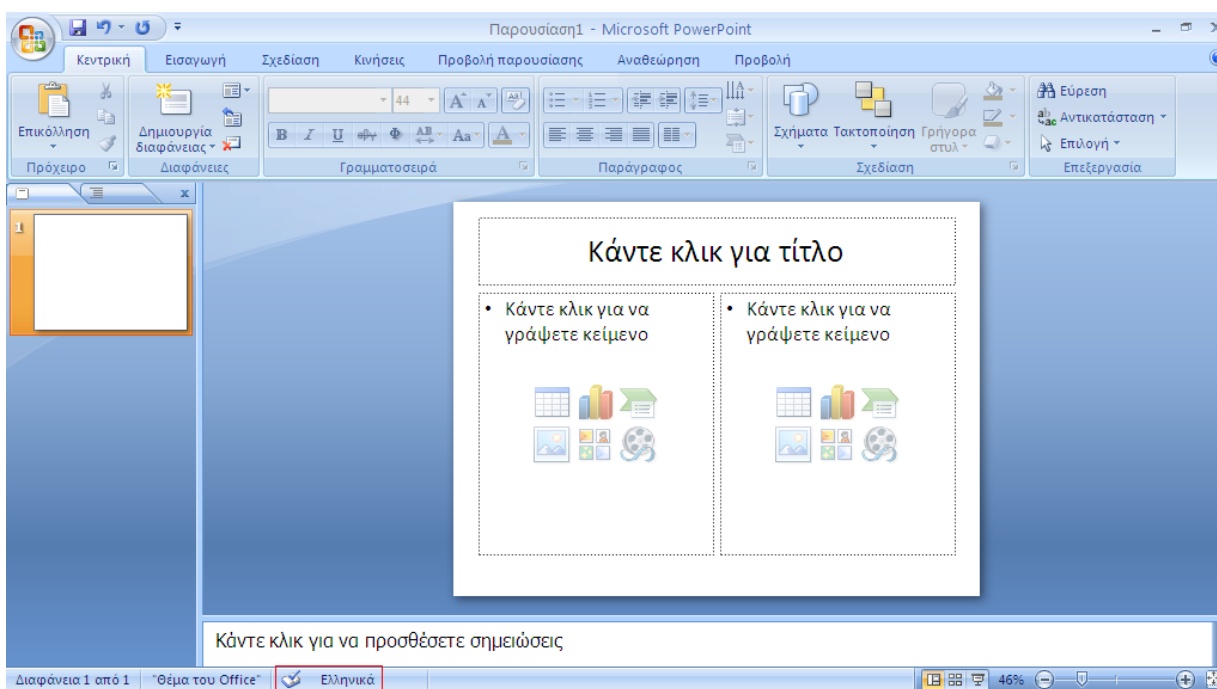 Παρουσίαση1 - Microsoft PowerPoint
Κεντρική Εισαγωγή Σχεδίαση Κινήσεις Προβολή παρουσίασης Αναθεώρηση Προβολή
Επικόλληση
Πρόχειρο
Δημιουργία
διαφάνειας
Διαφάνειες
44
B I U abc Φ AB Aa A
Γραμματοσειρά
Παράγραφος
Σχήματα Τακτοποίηση Γρήγορα
στυλ
Σχεδίαση
Εύρεση
Αντικατάσταση
Επιλογή
Επεξεργασία
1
Κάντε κλικ για τίτλο
• Κάντε κλικ για να
γράψετε κείμενο
• Κάντε κλικ για να
γράψετε κείμενο
Κάντε κλικ για να προσθέσετε σημειώσεις
Διαφάνεια 1 από 1 "Θέμα του Office" Ελληνικά 46%